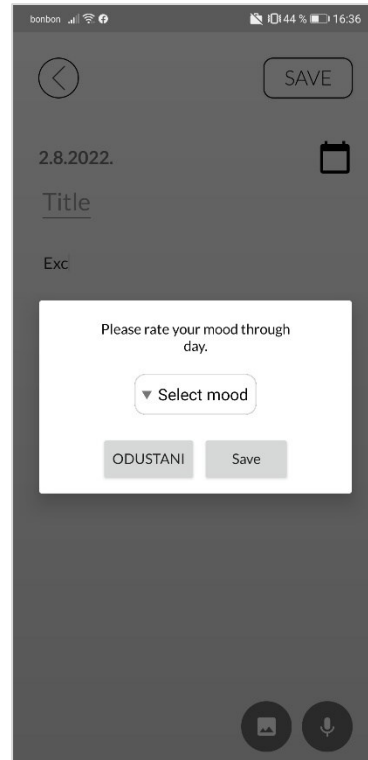 bonbon 44 % 16:36
SAVE
2.8.2022.
Title
Exc
Please rate your mood through
day.
Select mood
ODUSTANI Save